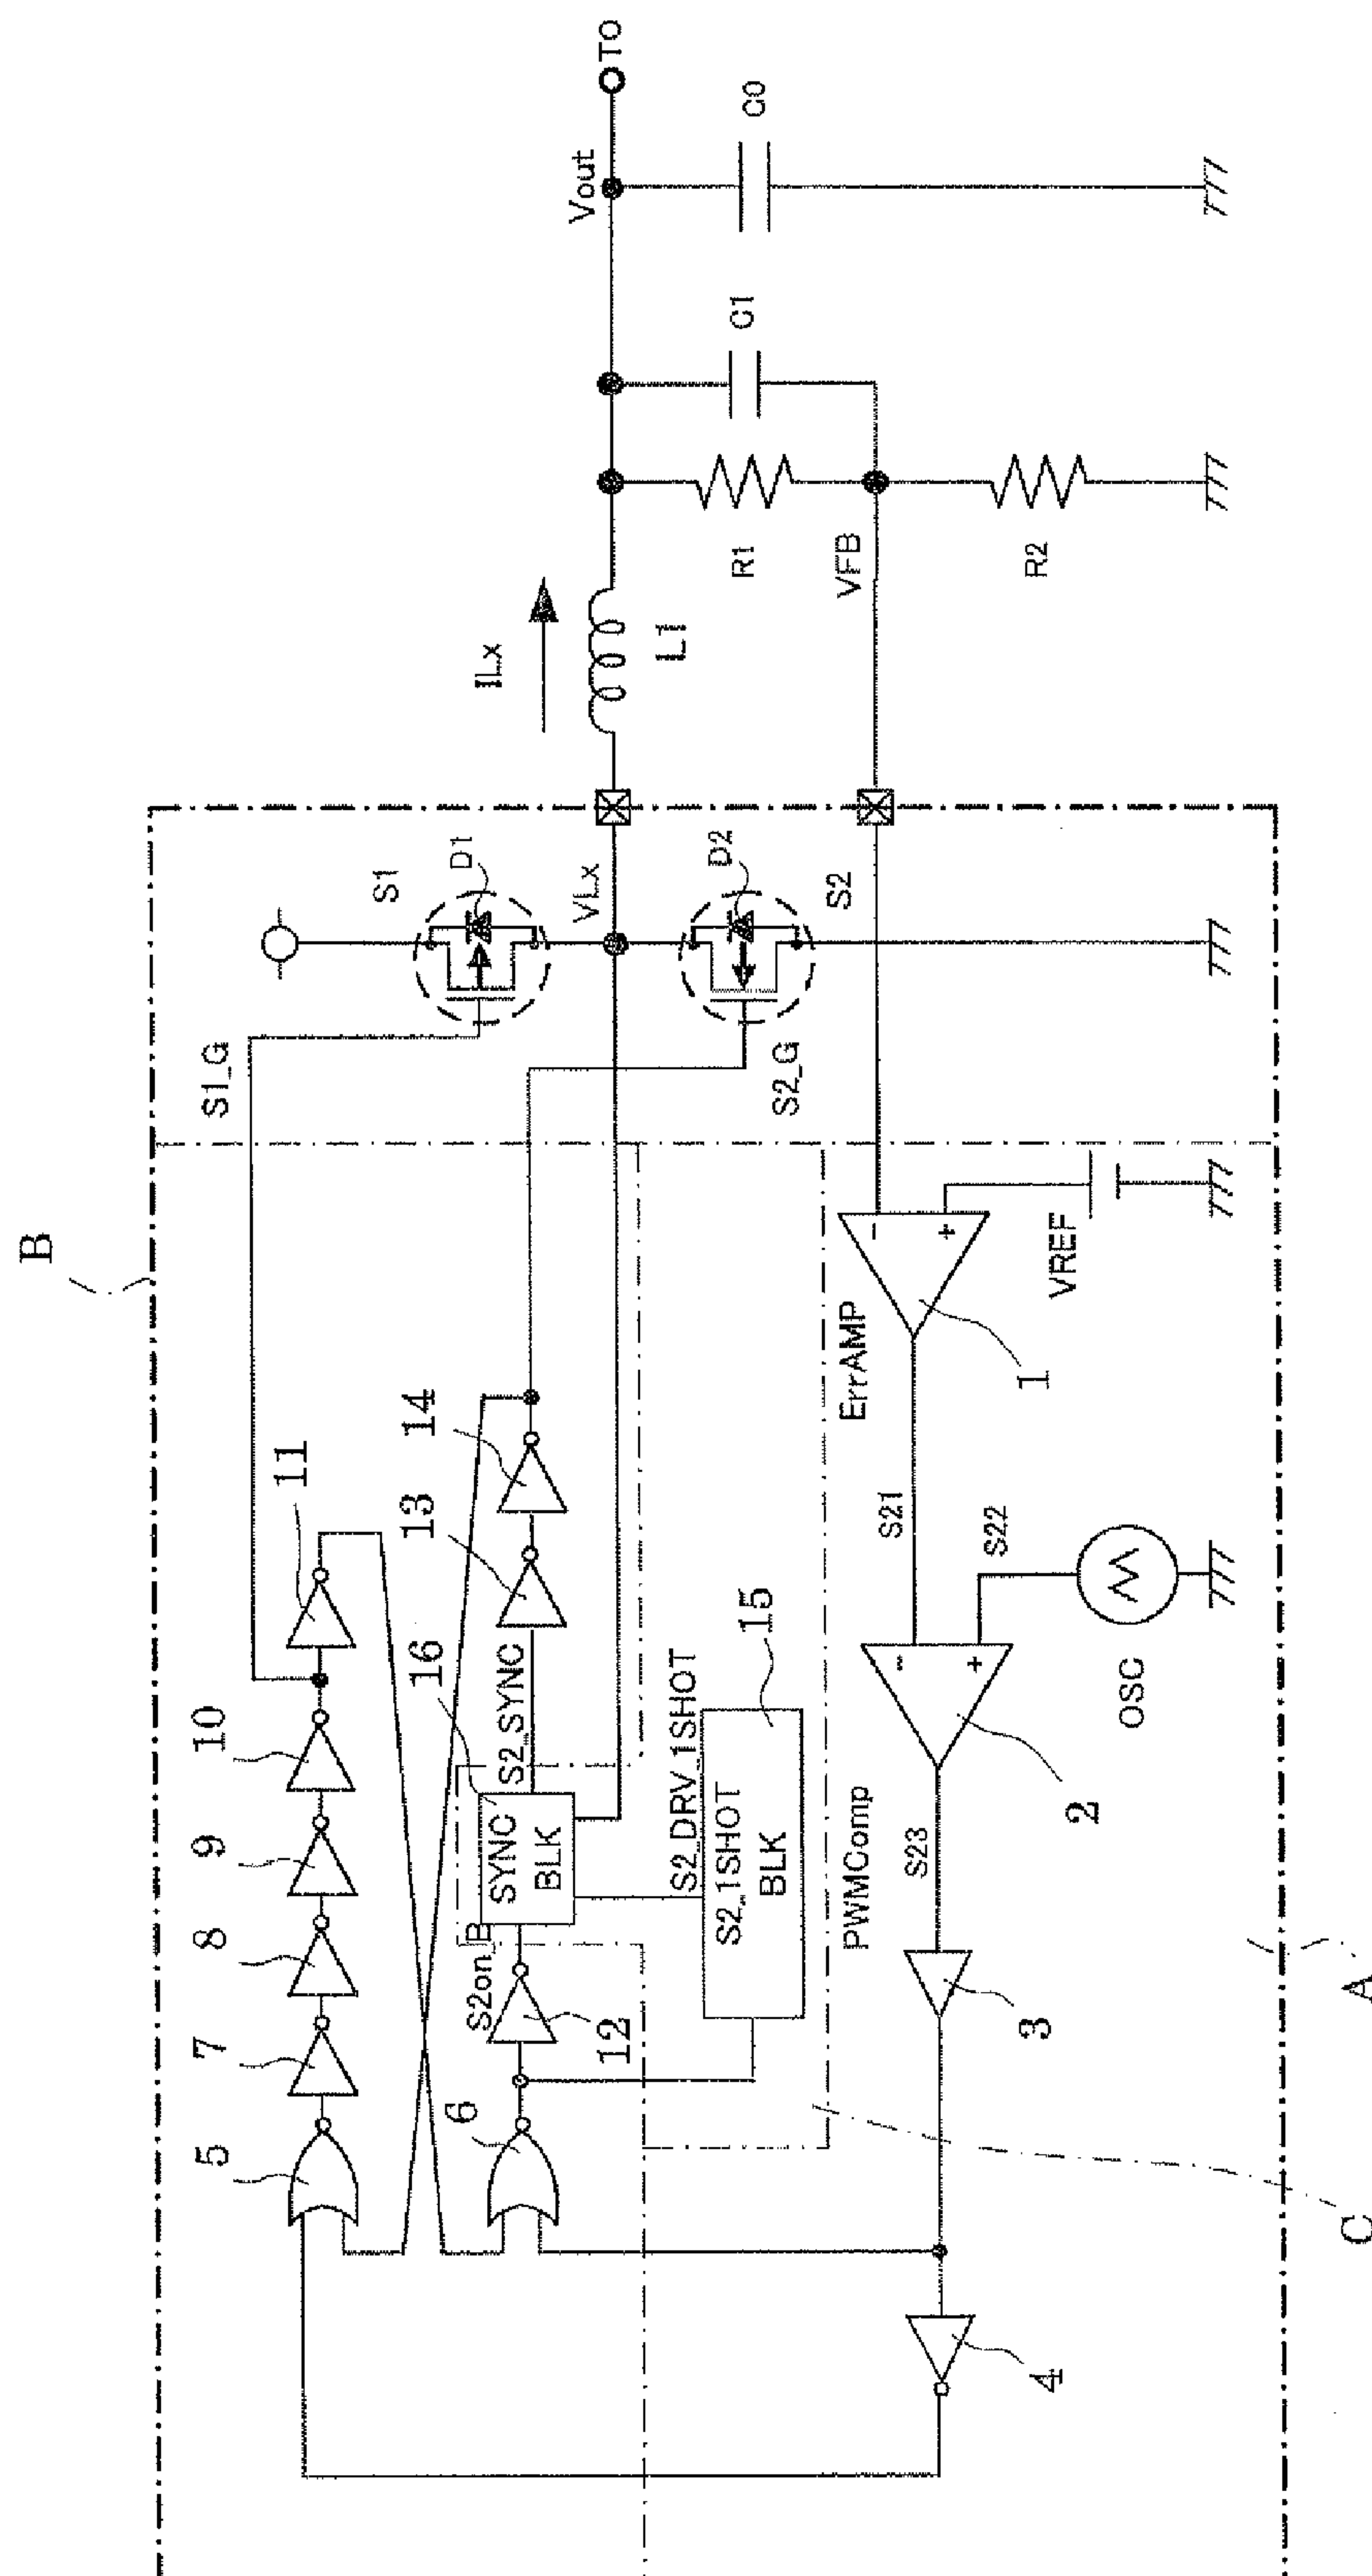 B
S1_G
S1
D1
VLx
ILx
L1
Vout
TO
C0
C1
R1
VFB
R2
S2
D2
S2_G
5
7
8
9
10
11
6
12
S2on_B
SYNC
BLK
16
S2_SYNC
13
14
S2_DRV_1SHOT
S2_1SHOT
BLK
15
PWMComp
ErrAMP
-
+
1
VREF
S21
S22
-
+
2
OSC
S23
3
4
A
C